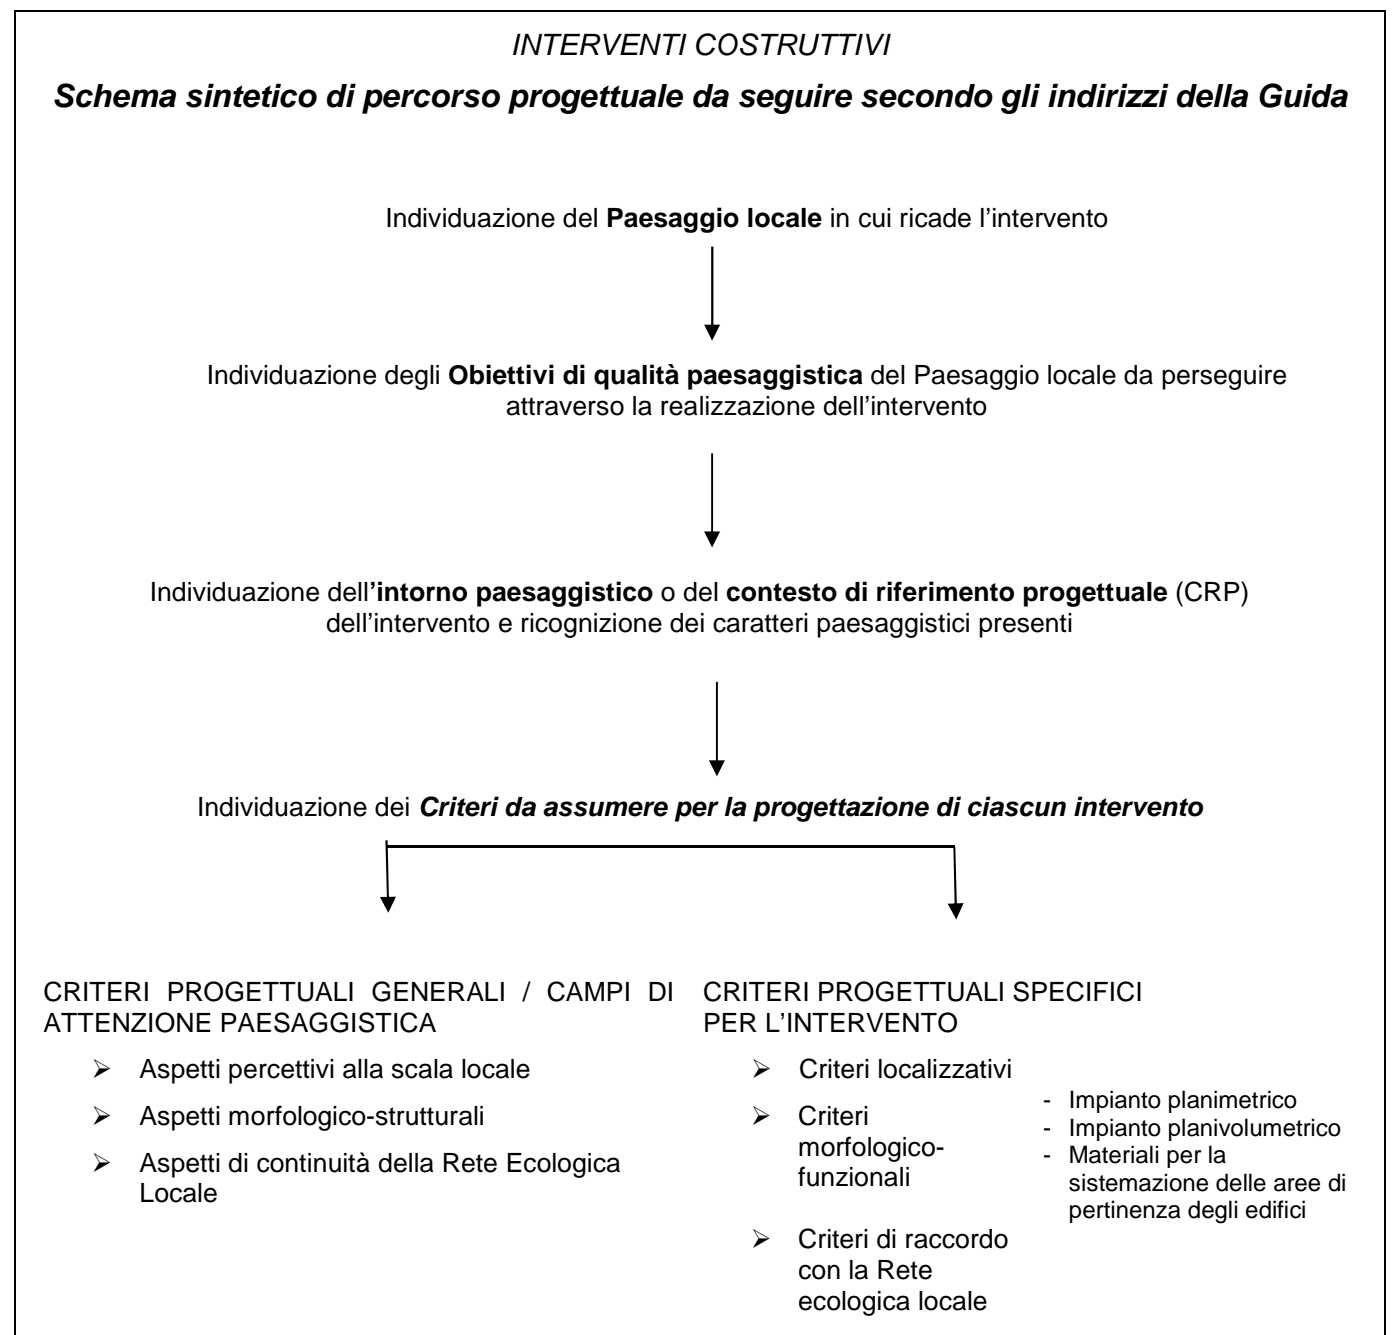 INTERVENTI COSTRUTTIVI
Schema sintetico di percorso progettuale da seguire secondo gli indirizzi della Guida
Individuazione del Paesaggio locale in cui ricade l’intervento
Individuazione degli Obiettivi di qualità paesaggistica del Paesaggio locale da perseguire
attraverso la realizzazione dell’intervento
Individuazione dell’intorno paesaggistico o del contesto di riferimento progettuale (CRP)
dell’intervento e ricognizione dei caratteri paesaggistici presenti
Individuazione dei Criteri da assumere per la progettazione di ciascun intervento
CRITERI PROGETTUALI GENERALI / CAMPI DI
ATTENZIONE PAESAGGISTICA
➢ Aspetti percettivi alla scala locale
➢ Aspetti morfologico-strutturali
➢ Aspetti di continuità della Rete Ecologica
Locale
CRITERI PROGETTUALI SPECIFICI
PER L’INTERVENTO
➢ Criteri localizzativi
➢ Criteri
morfologico-
funzionali
- Impianto planimetrico
- Impianto planivolumetrico
- Materiali per la
sistemazione delle aree di
pertinenza degli edifici
➢ Criteri di raccordo
con la Rete
ecologica locale